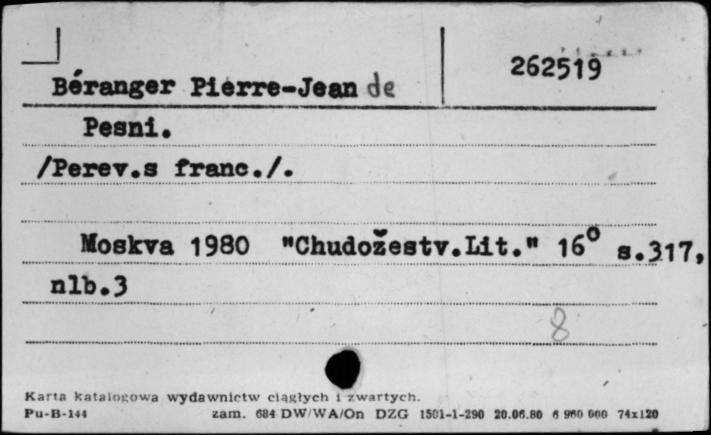 262519
Béranger Pierre-Jean de
Pesni.
/Perev.s franc./.
Moskva 1980 "Chudožestv.Lit." 16° s.317,
nlb.3
8
Karta katalogowa wydawnictw ciągłych i zwartych.
Pu-B-144 zam. 684 DW/WA/On DZG 1501-1-290 20.06.80 6 960 000 74x120